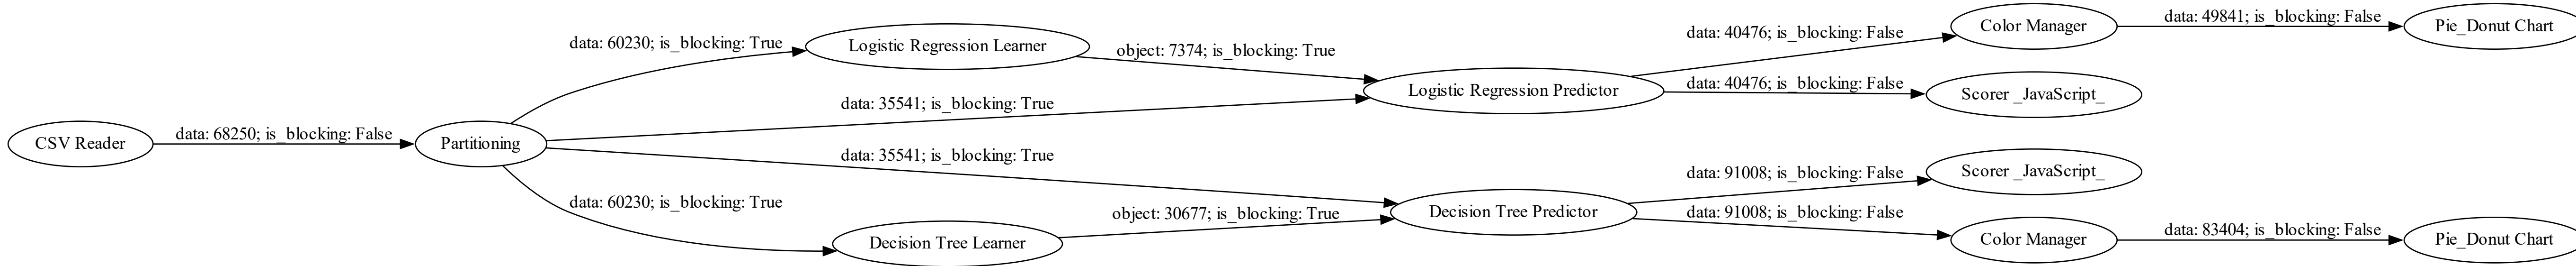 CSV Reader
data: 68250; is_blocking: False
Partitioning
data: 60230; is_blocking: True
Logistic Regression Learner
object: 7374; is_blocking: True
data: 35541; is_blocking: True
Logistic Regression Predictor
data: 40476; is_blocking: False
Color Manager
data: 49841; is_blocking: False
Pie_Donut Chart
data: 40476; is_blocking: False
Scorer _JavaScript_
data: 35541; is_blocking: True
data: 60230; is_blocking: True
Decision Tree Learner
object: 30677; is_blocking: True
Decision Tree Predictor
data: 91008; is_blocking: False
Scorer _JavaScript_
data: 91008; is_blocking: False
Color Manager
data: 83404; is_blocking: False
Pie_Donut Chart